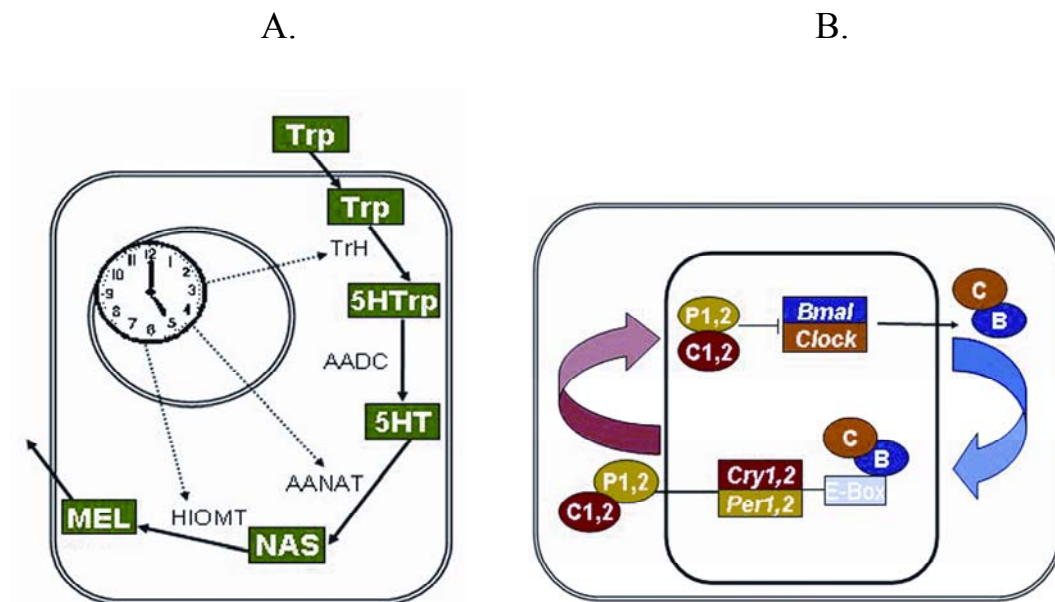 A.
B.
Trp
Trp
TrH
5HTrp
AADC
5HT
AANAT
HIOMT
MEL
NAS
12
1
2
3
4
5
6
7
8
9
10
11
P1,2
C1,2
Bmal
Clock
C
B
C
B
E-Box
Cry1,2
Per1,2
P1,2
C1,2